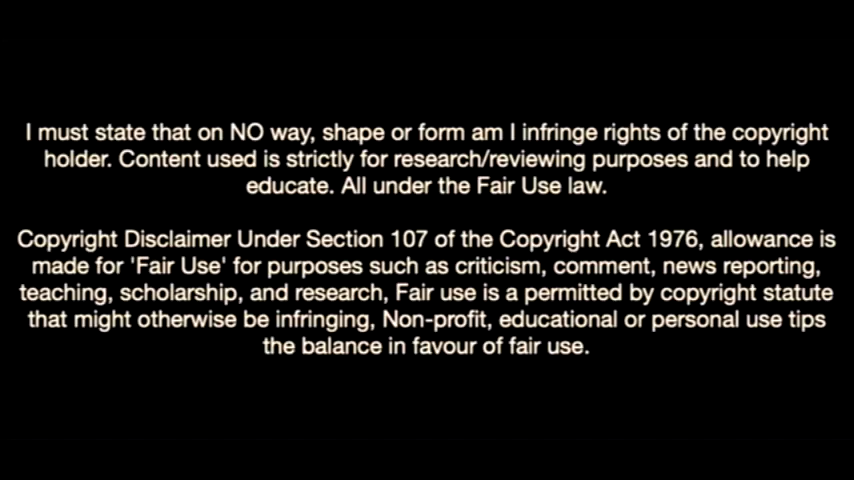 I must state that on NO way, shape or form am I infringe rights of the copyright
holder. Content used is strictly for research/reviewing purposes and to help
educate. All under the Fair Use law.
Copyright Disclaimer Under Section 107 of the Copyright Act 1976, allowance is
made for 'Fair Use' for purposes such as criticism, comment, news reporting,
teaching, scholarship, and research, Fair use is a permitted by copyright statute
that might otherwise be infringing, Non-profit, educational or personal use tips
the balance in favour of fair use.